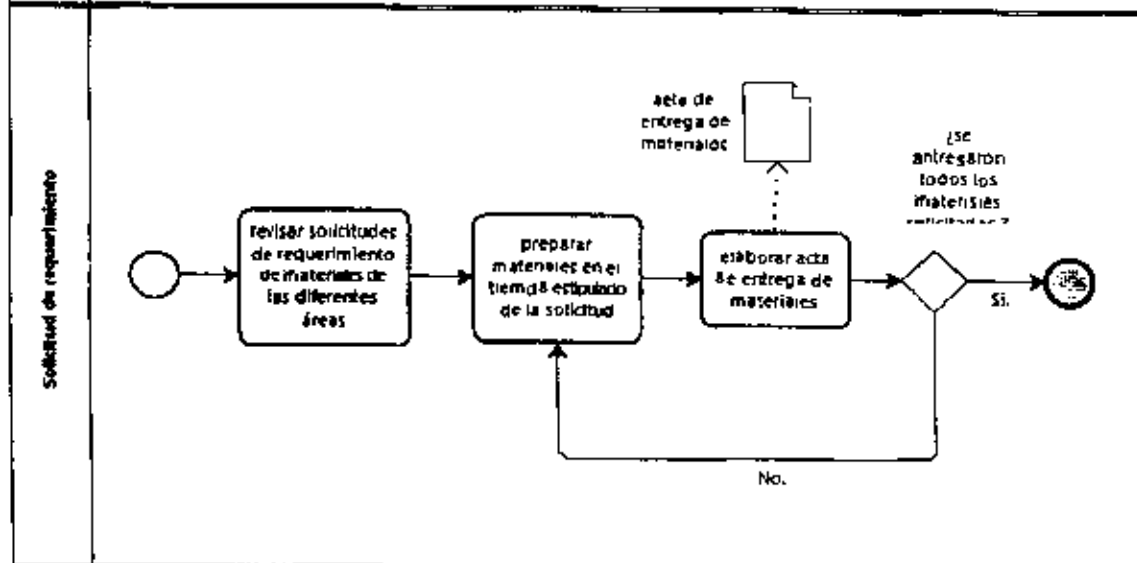 Solicitud de requerimiento
revisar solicitudes
de requerimiento
de materiales de
las diferentes
áreas
preparar
materiales en el
tiempo estipulado
de la solicitud
acta de
entrega de
materiales
elaborar acta
de entrega de
materiales
¿se
entregaron
todos los
materiales
solicitados?
Si.
No.